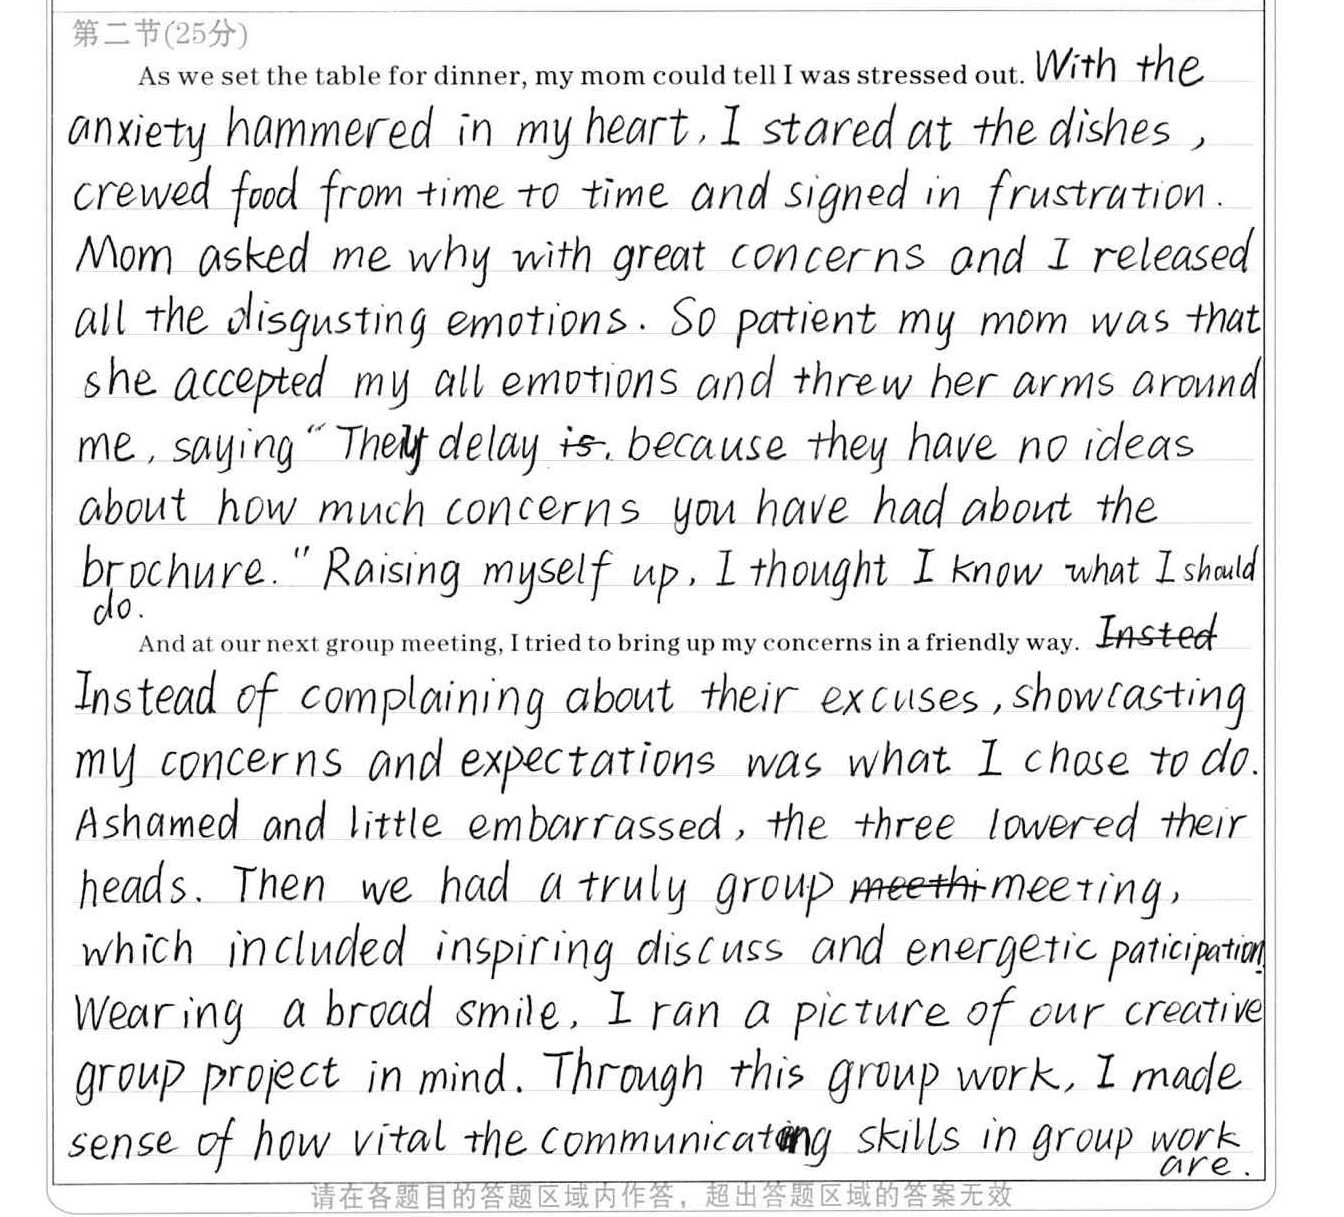 第二节(25分)
As we set the table for dinner, my mom could tell I was stressed out. With the
anxiety hammered in my heart, I stared at the dishes,
crewed food from time to time and signed in frustration.
Mom asked me why with great concerns and I released
all the disgusting emotions. So patient my mom was that
she accepted my all emotions and threw her arms around
me, saying "They delay is. because they have no ideas
about how much concerns you have had about the
brochure." Raising myself up, I thought I know what I should
do.
And at our next group meeting, I tried to bring up my concerns in a friendly way. Insted
Instead of complaining about their excuses, showcasting
my concerns and expectations was what I chose to do.
Ashamed and little embarrassed, the three lowered their
heads. Then we had a truly group meethi meeting,
which included inspiring discuss and energetic paticipation.
Wearing a broad smile, I ran a picture of our creative
group project in mind. Through this group work, I made
sense of how vital the communicating skills in group work
are.
请在各题目的答题区域内作答，超出答题区域的答案无效